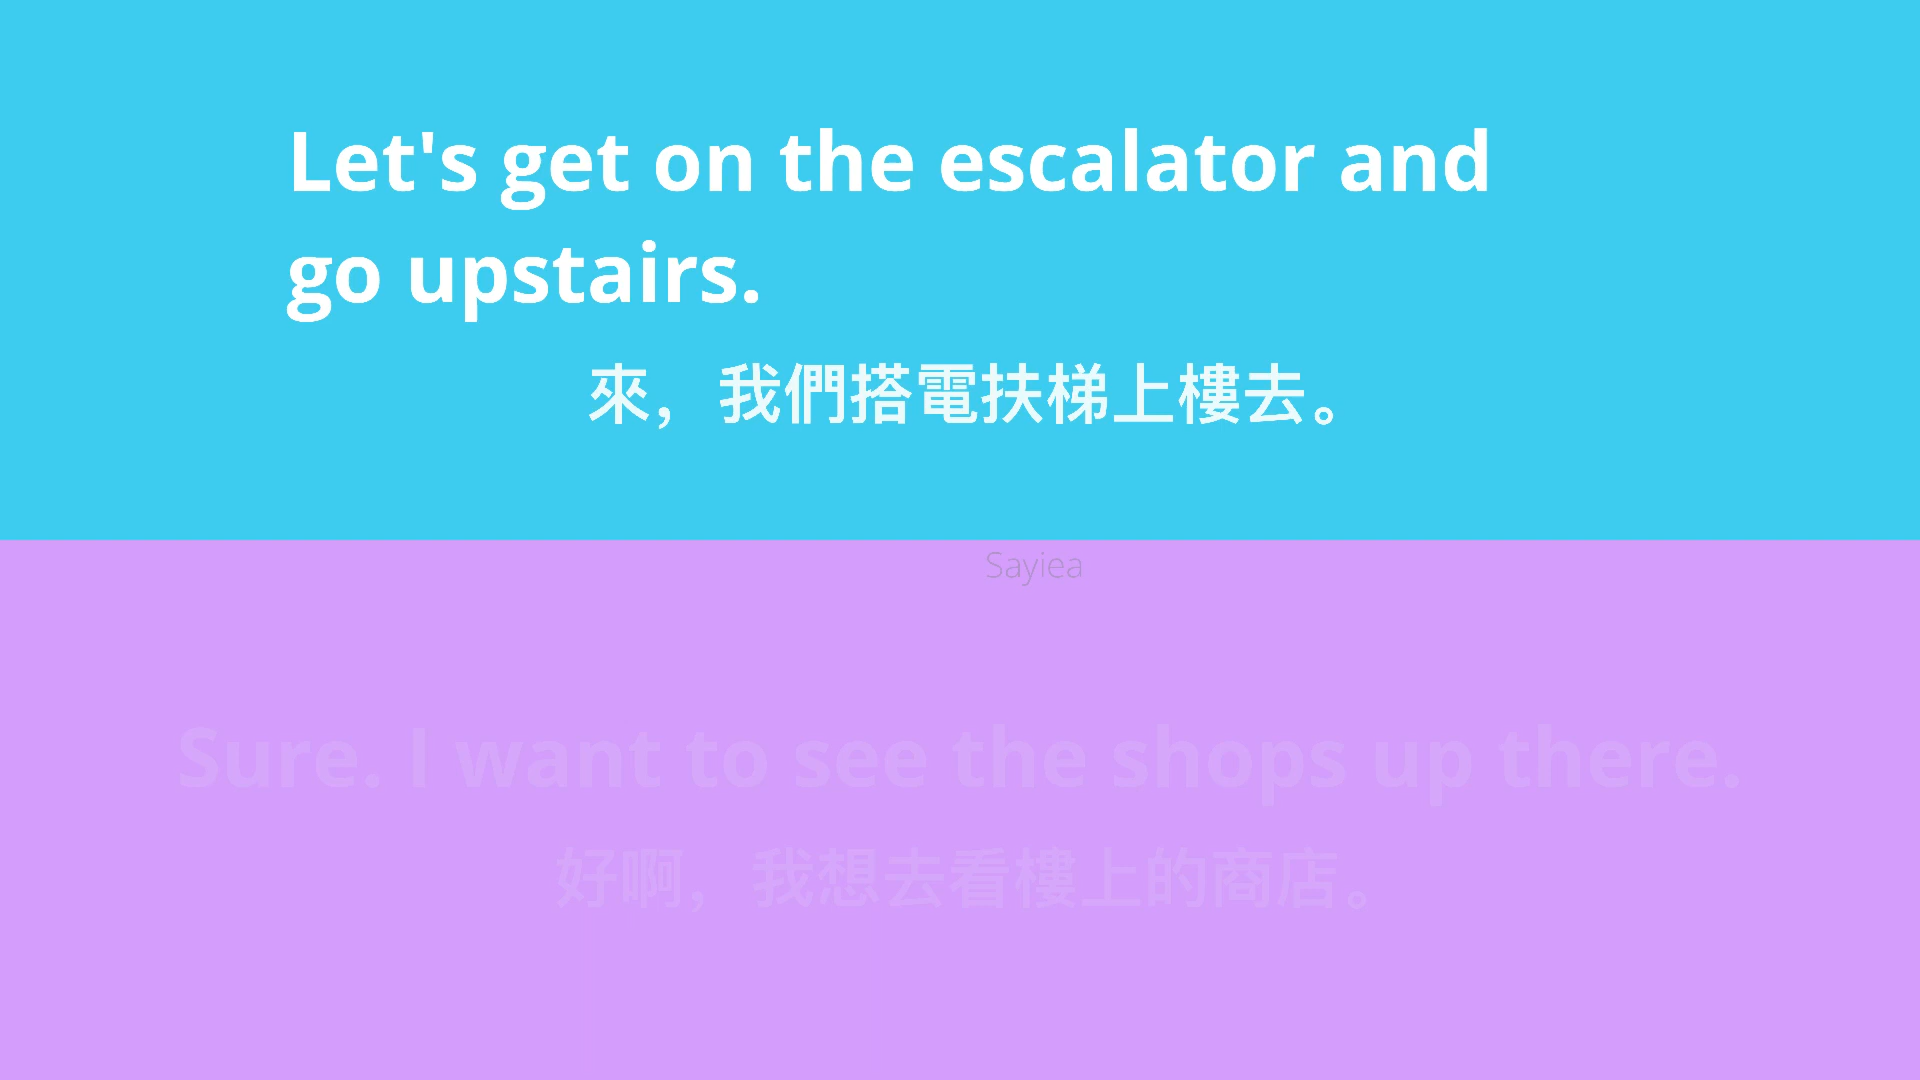 Let's get on the escalator and
go upstairs.
來，我們搭電扶梯上樓去。
Sayiea
Sure. I want to see the shops up there.
好啊，我想去看樓上的商店。